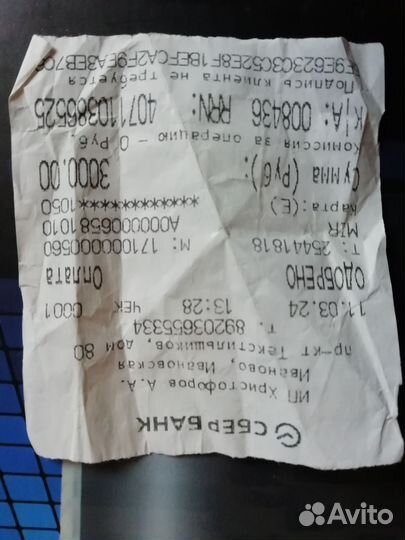 СБЕРБАНК
ИП Христофоров А.А.
Иваново, Ивановская
пр-кт Текстильщиков, дом 80
т. 89203655334
11.03.24 13:28 ЧЕК 0001
ОДОБРЕНО Оплата
Т: 25441818 М: 171000000560
MZR A0000006581010
Карта:(E) ************1050
Сумма (Руб): 3000.00
Комиссия за операцию - 0 Руб.
К/А: 008436 RRN: 407110386525
Подпись клиента не требуется
Avito